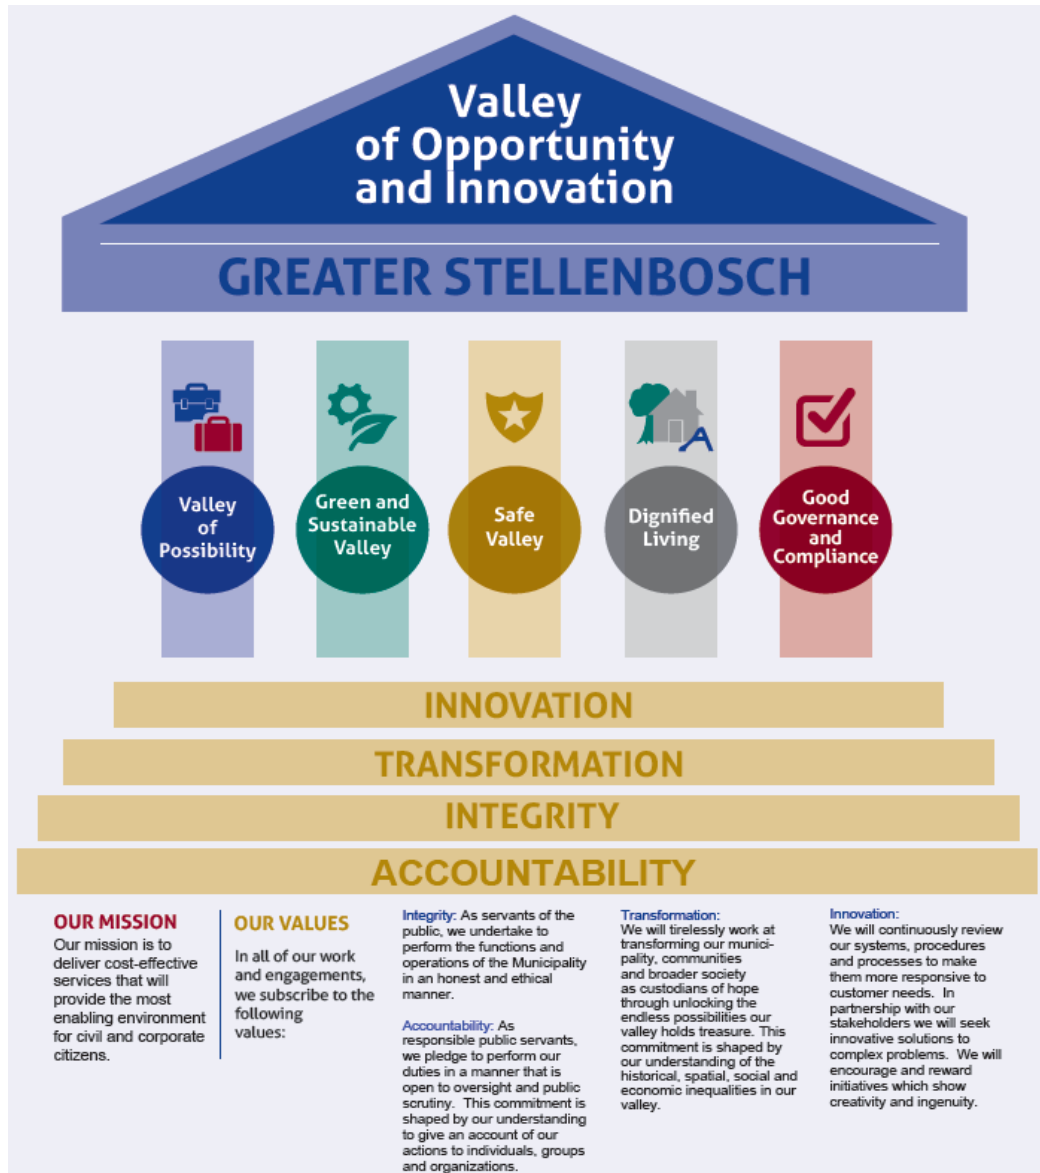 Valley
of Opportunity
and Innovation
GREATER STELLENBOSCH
Valley
of
Possibility
Green and
Sustainable
Valley
Safe
Valley
Dignified
Living
Good
Governance
and
Compliance
INNOVATION
TRANSFORMATION
INTEGRITY
ACCOUNTABILITY
OUR MISSION
Our mission is to
deliver cost-effective
services that will
provide the most
enabling environment
for civil and corporate
citizens.
OUR VALUES
In all of our work
and engagements,
we subscribe to the
following
values:
Integrity: As servants of the
public, we undertake to
perform the functions and
operations of the Municipality
in an honest and ethical
manner.
Accountability: As
responsible public servants,
we pledge to perform our
duties in a manner that is
open to oversight and public
scrutiny. This commitment is
shaped by our understanding
to give an account of our
actions to individuals, groups
and organizations.
Transformation:
We will tirelessly work at
transforming our munici-
pality, communities
and broader society
as custodians of hope
through unlocking the
endless possibilities our
valley holds treasure. This
commitment is shaped by
our understanding of the
historical, spatial, social and
economic inequalities in our
valley.
Innovation:
We will continuously review
our systems, procedures
and processes to make
them more responsive to
customer needs. In
partnership with our
stakeholders we will seek
innovative solutions to
complex problems. We will
encourage and reward
initiatives which show
creativity and ingenuity.